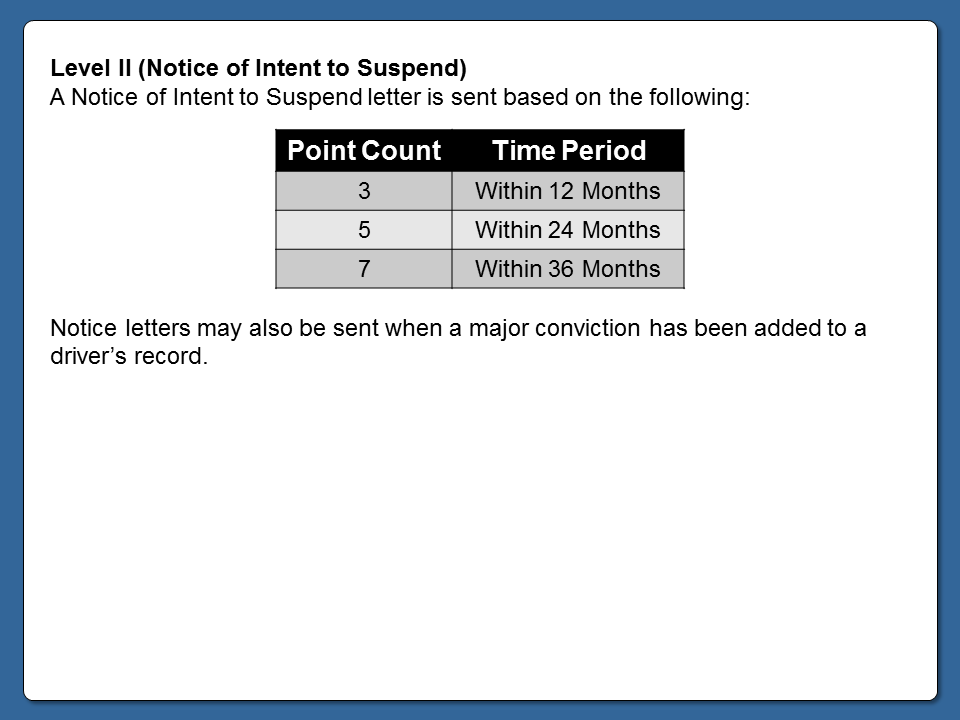 Level II (Notice of Intent to Suspend)
A Notice of Intent to Suspend letter is sent based on the following:
Point Count Time Period
3 Within 12 Months
5 Within 24 Months
7 Within 36 Months
Notice letters may also be sent when a major conviction has been added to a
driver’s record.